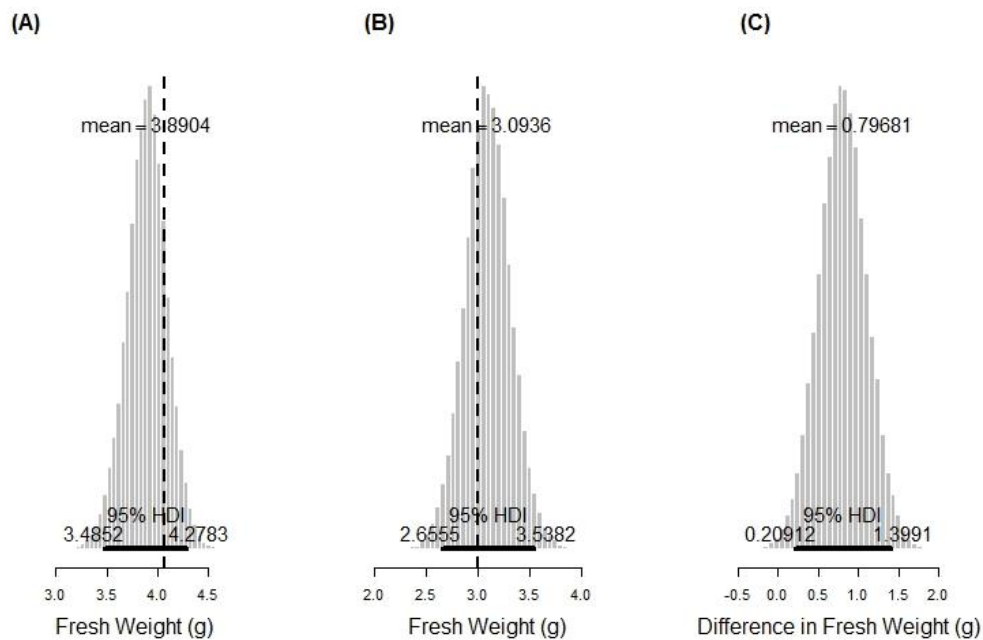 (A)
mean = 3.8904
95% HDI
3.4852 4.2783
3.0 3.5 4.0 4.5
Fresh Weight (g)
(B)
mean = 3.0936
95% HDI
2.6555 3.5382
2.0 2.5 3.0 3.5 4.0
Fresh Weight (g)
(C)
mean = 0.79681
95% HDI
0.20912 1.3991
-0.5 0.0 0.5 1.0 1.5 2.0
Difference in Fresh Weight (g)